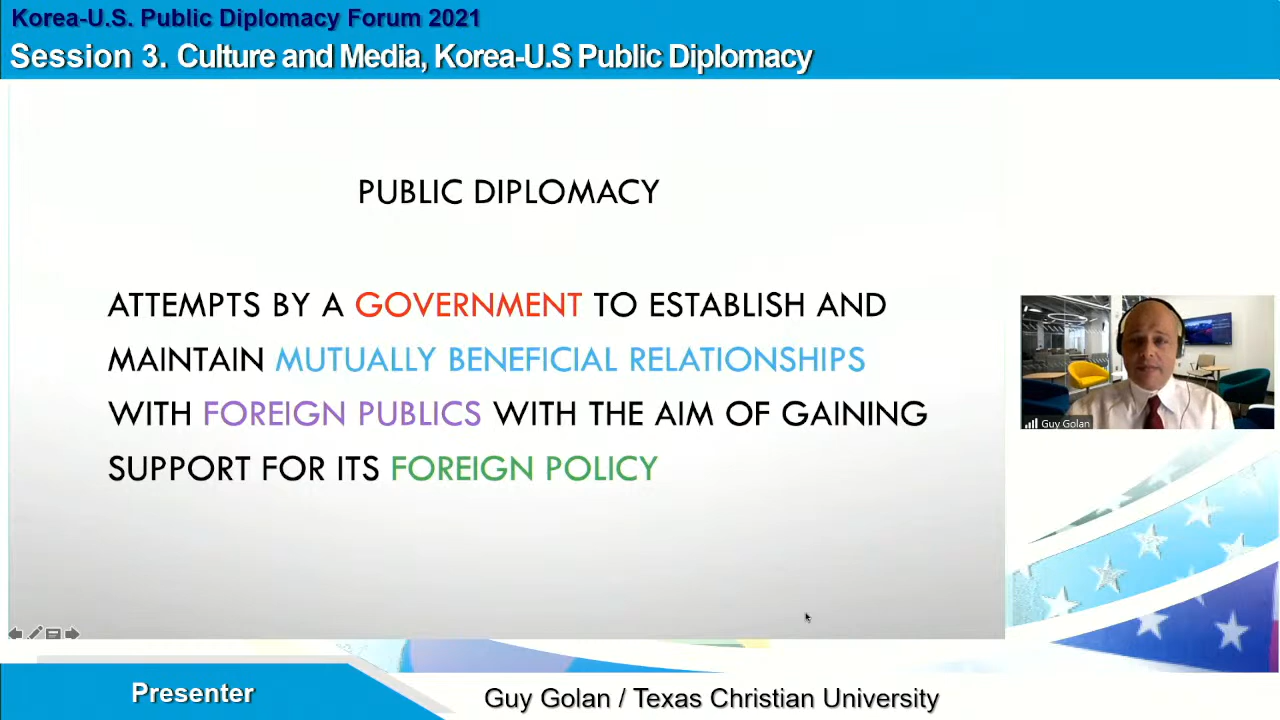 Korea-U.S. Public Diplomacy Forum 2021
Session 3. Culture and Media, Korea-U.S Public Diplomacy
PUBLIC DIPLOMACY
ATTEMPTS BY A GOVERNMENT TO ESTABLISH AND
MAINTAIN MUTUALLY BENEFICIAL RELATIONSHIPS
WITH FOREIGN PUBLICS WITH THE AIM OF GAINING
SUPPORT FOR ITS FOREIGN POLICY
Guy Golan
Presenter
Guy Golan / Texas Christian University